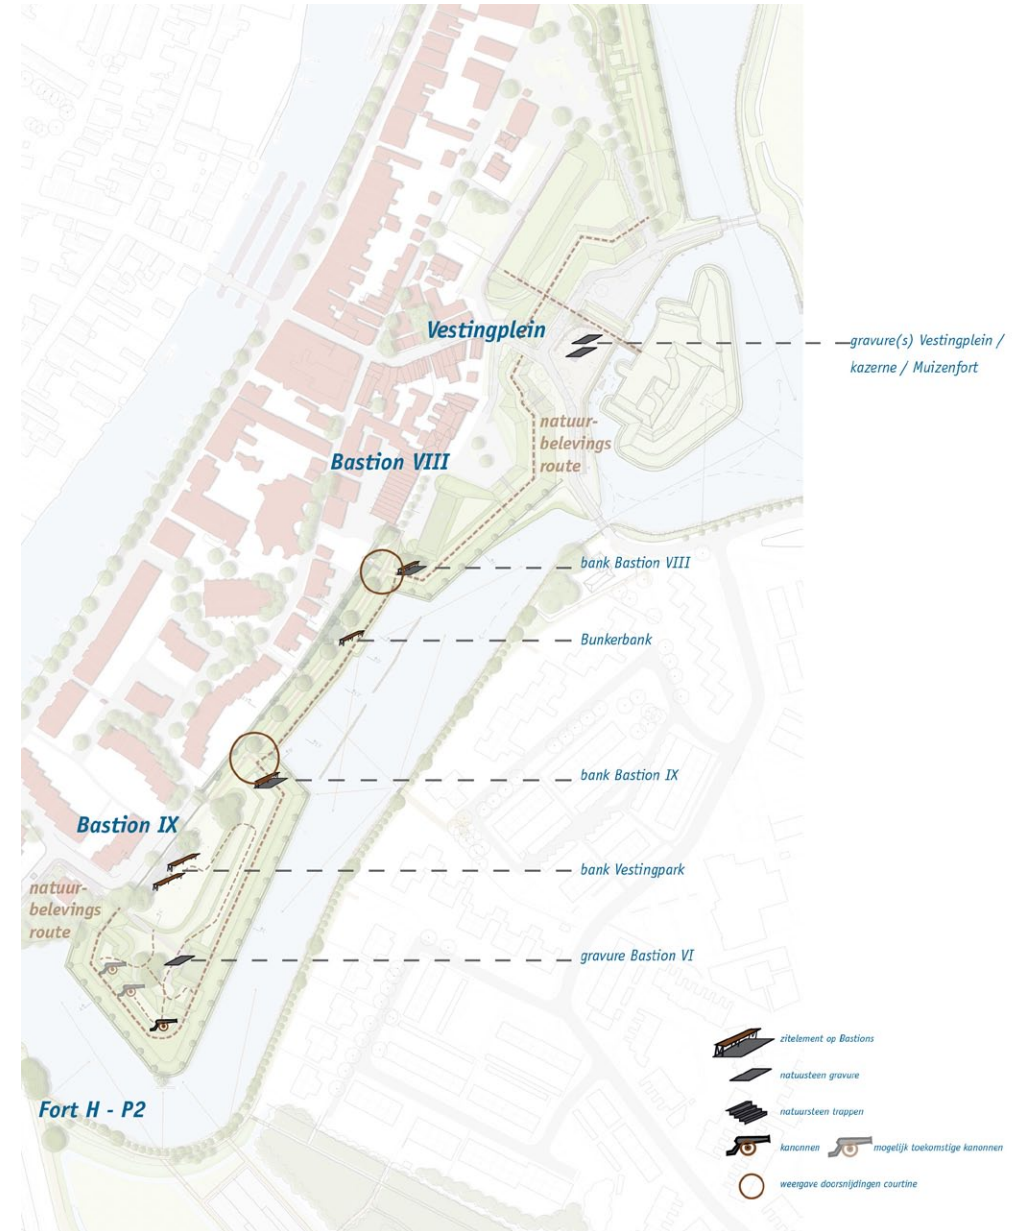 Vestingplein
gravure(s) Vestingplein /
kazerne / Muizenfort
natuur-
belevings
route
Bastion VIII
bank Bastion VIII
Bunkerbank
bank Bastion IX
Bastion IX
bank Vestingpark
natuur-
belevings
route
gravure Bastion VI
Fort H - P2
zitelement op Bastions
natuusteen gravure
natuursteen trappen
kanonnen
mogelijk toekomstige kanonnen
weergave doorsnijdingen courtine